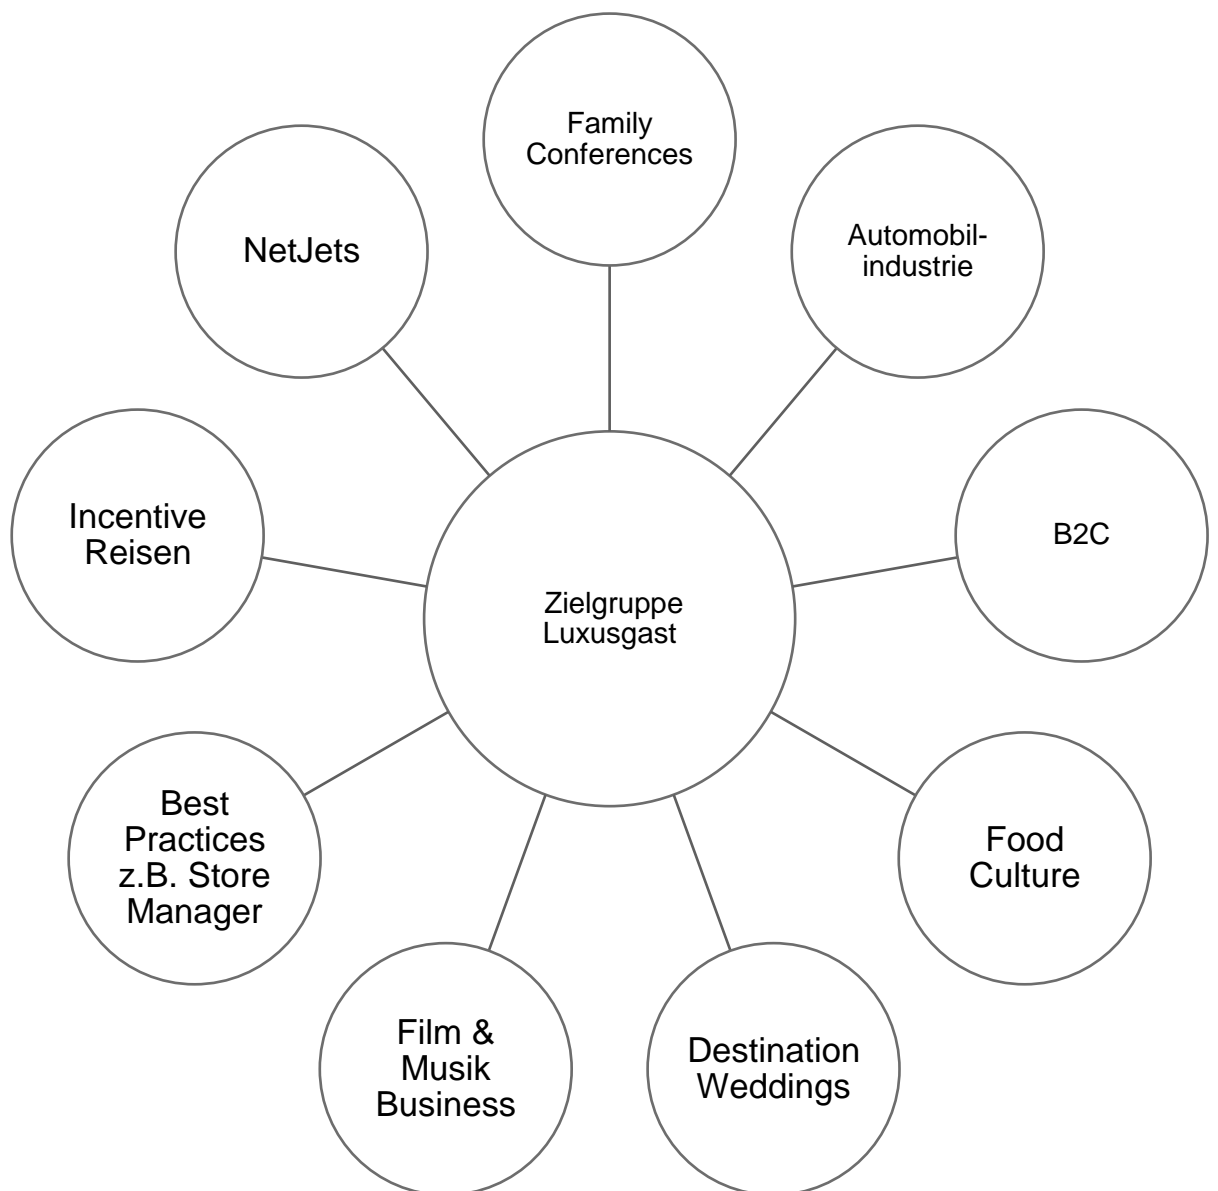 Family
Conferences
NetJets
Automobil-
industrie
Incentive
Reisen
B2C
Zielgruppe
Luxusgast
Best
Practices
z.B. Store
Manager
Food
Culture
Film &
Musik
Business
Destination
Weddings